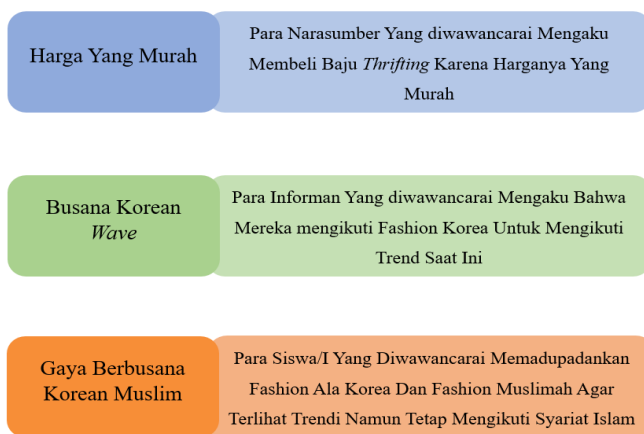 Harga Yang Murah
Para Narasumber Yang diwawancarai Mengaku
Membeli Baju Thrifting Karena Harganya Yang
Murah
Busana Korean
Wave
Para Informan Yang diwawancarai Mengaku Bahwa
Mereka mengikuti Fashion Korea Untuk Mengikuti
Trend Saat Ini
Gaya Berbusana
Korean Muslim
Para Siswa/I Yang Diwawancarai Memadupadankan
Fashion Ala Korea Dan Fashion Muslimah Agar
Terlihat Trendi Namun Tetap Mengikuti Syariat Islam